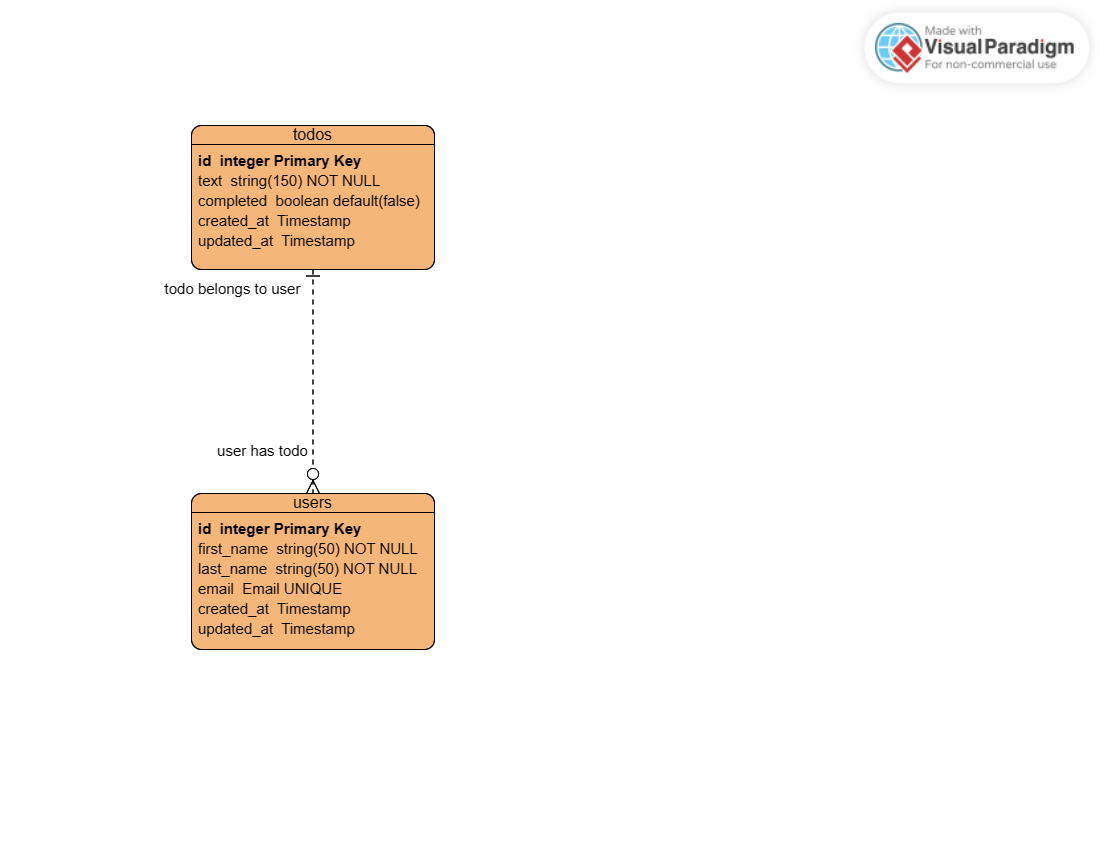 Made with
Visual Paradigm
For non-commercial use
todos
id integer Primary Key
text string(150) NOT NULL
completed boolean default(false)
created_at Timestamp
updated_at Timestamp
todo belongs to user
user has todo
users
id integer Primary Key
first_name string(50) NOT NULL
last_name string(50) NOT NULL
email Email UNIQUE
created_at Timestamp
updated_at Timestamp